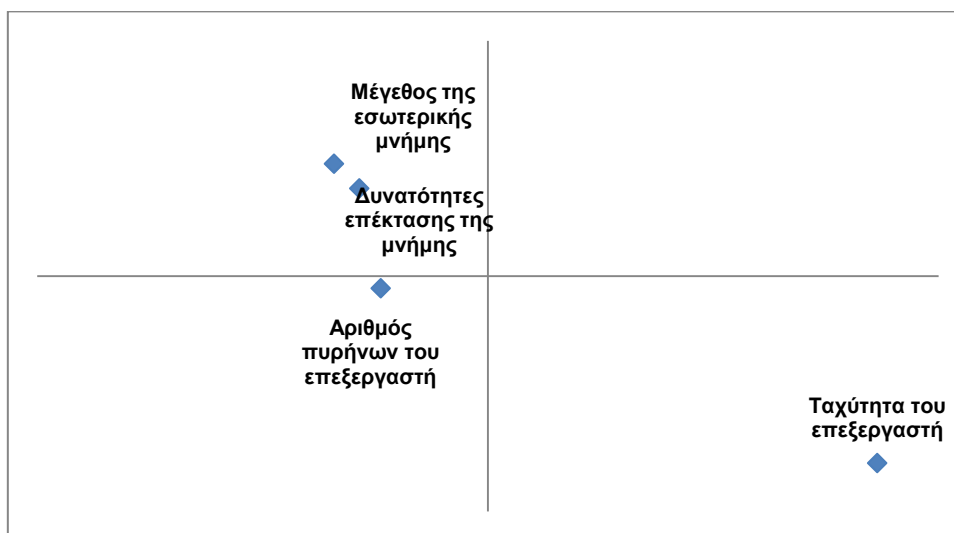 Μέγεθος της
εσωτερικής
μνήμης
Δυνατότητες
επέκτασης της
μνήμης
Αριθμός
πυρήνων του
επεξεργαστή
Ταχύτητα του
επεξεργαστή